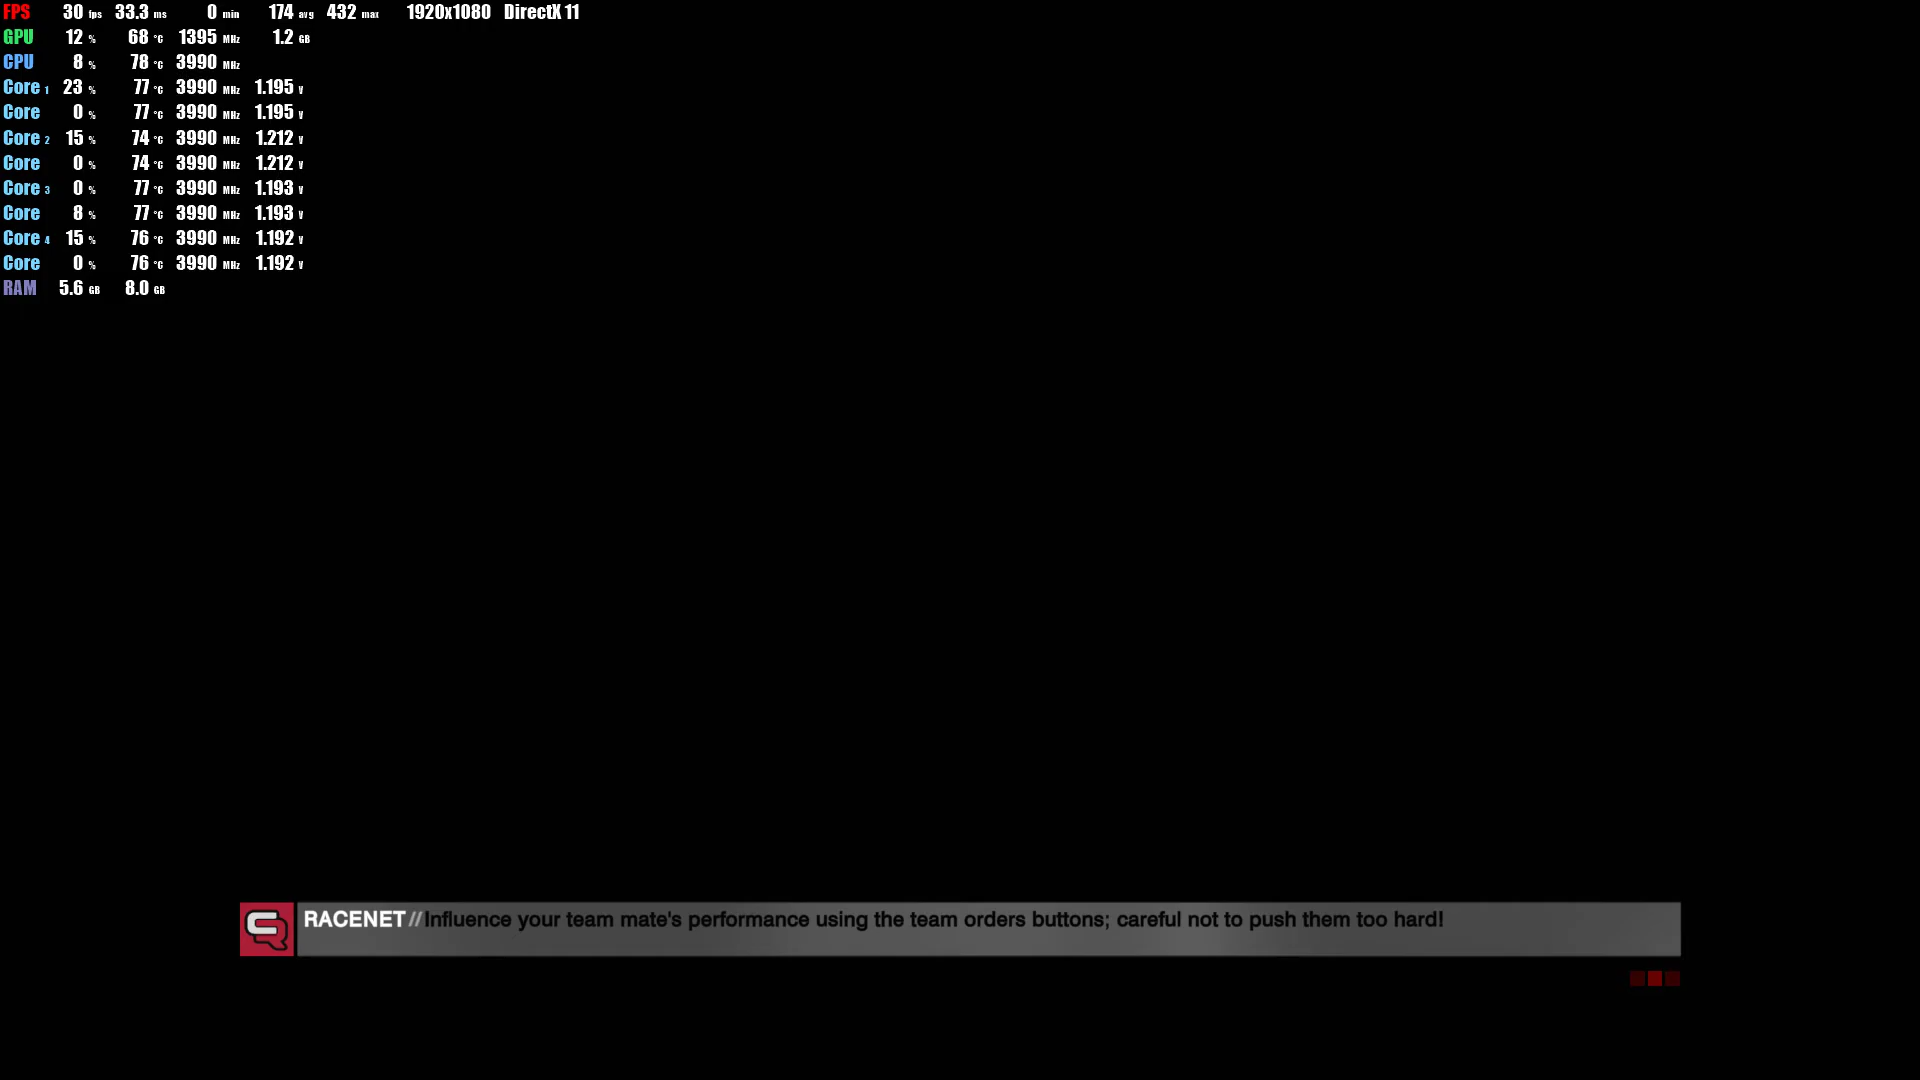 FPS 30 fps 33.3 ms 0 min 174 avg 432 max 1920x1080 DirectX 11
GPU 12 % 68 °C 1395 MHz 1.2 GB
CPU 8 % 78 °C 3990 MHz
Core 1 23 % 77 °C 3990 MHz 1.195 V
Core 0 % 77 °C 3990 MHz 1.195 V
Core 2 15 % 74 °C 3990 MHz 1.212 V
Core 0 % 74 °C 3990 MHz 1.212 V
Core 3 0 % 77 °C 3990 MHz 1.193 V
Core 8 % 77 °C 3990 MHz 1.193 V
Core 4 15 % 76 °C 3990 MHz 1.192 V
Core 0 % 76 °C 3990 MHz 1.192 V
RAM 5.6 GB 8.0 GB
RACENET//Influence your team mate's performance using the team orders buttons; careful not to push them too hard!